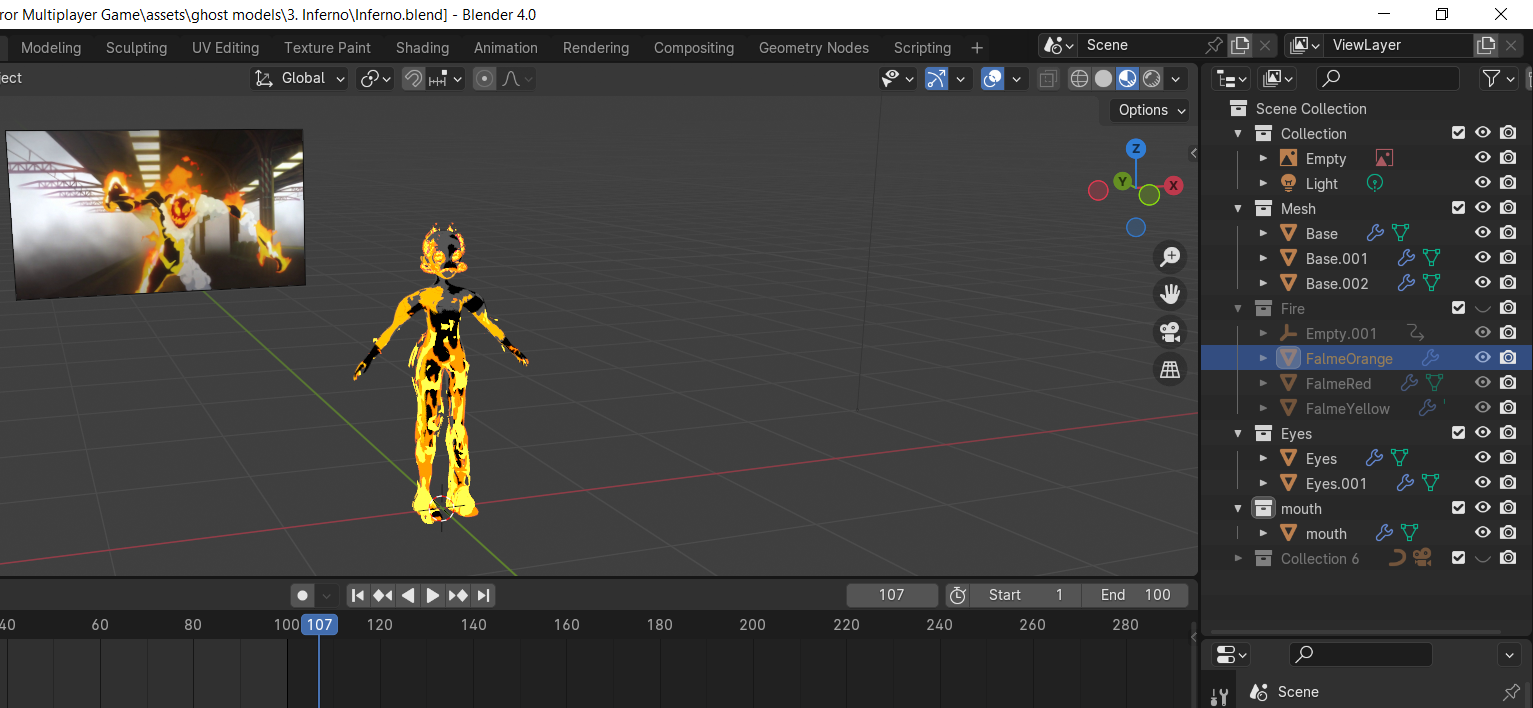 ror Multiplayer Game\assets\ghost models\3. Inferno\Inferno.blend] - Blender 4.0
Modeling Sculpting UV Editing Texture Paint Shading Animation Rendering Compositing Geometry Nodes Scripting + Scene ViewLayer
ect Global
Options
Scene Collection
Collection
Empty
Light
Mesh
Base
Base.001
Base.002
Fire
Empty.001
FalmeOrange
FalmeRed
FalmeYellow
Eyes
Eyes
Eyes.001
mouth
mouth
Collection 6
Z
Y
X
107 Start 1 End 100
40 60 80 100 107 120 140 160 180 200 220 240 260 280
Scene